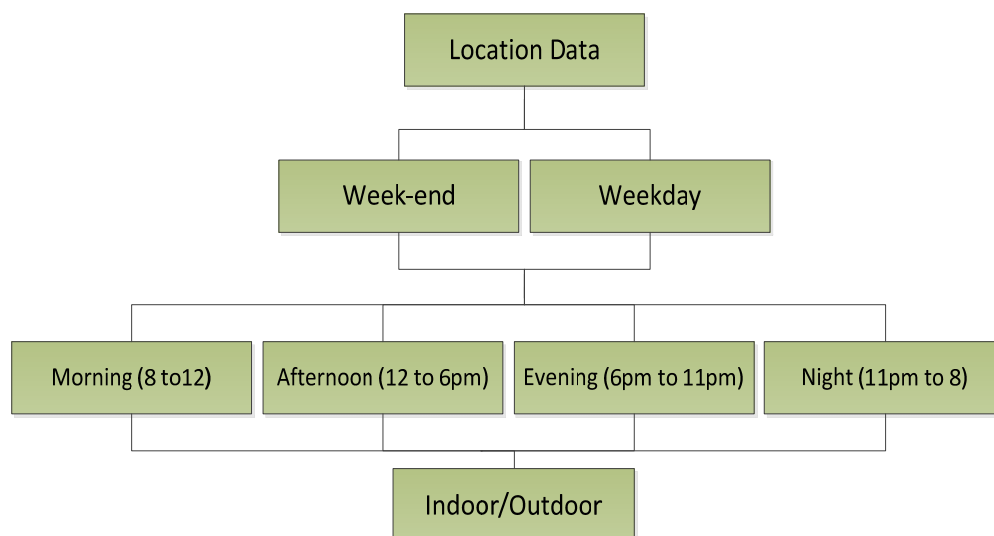 Location Data
Week-end
Weekday
Morning (8 to12)
Afternoon (12 to 6pm)
Evening (6pm to 11pm)
Night (11pm to 8)
Indoor/Outdoor